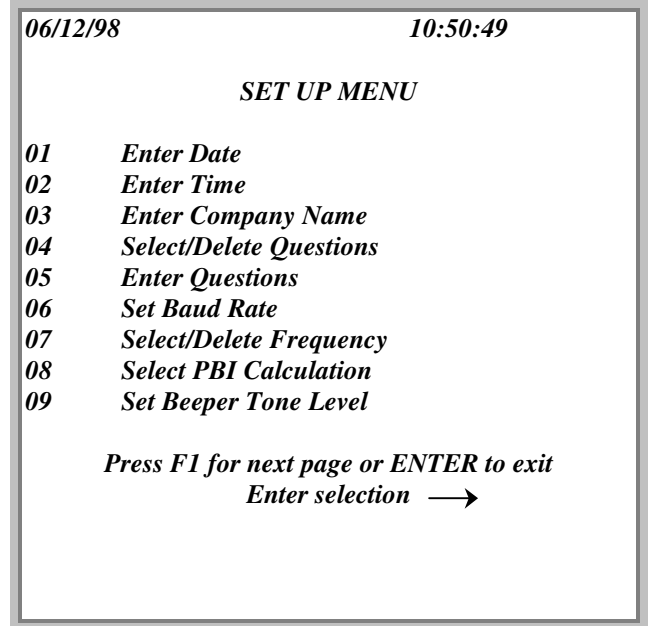 06/12/98 10:50:49
SET UP MENU
01 Enter Date
02 Enter Time
03 Enter Company Name
04 Select/Delete Questions
05 Enter Questions
06 Set Baud Rate
07 Select/Delete Frequency
08 Select PBI Calculation
09 Set Beeper Tone Level
Press F1 for next page or ENTER to exit
Enter selection →